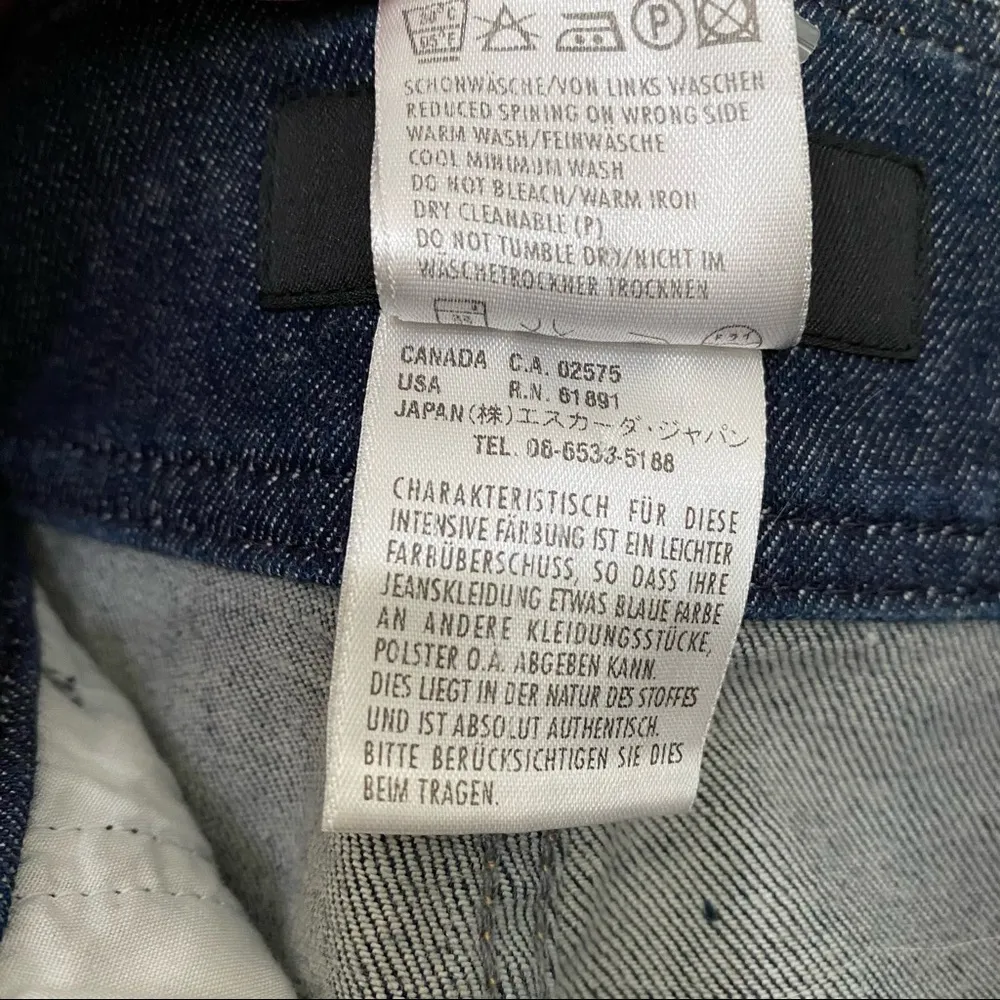 30°C
95°F
P
SCHONWÄSCHE/VON LINKS WASCHEN
REDUCED SPINING ON WRONG SIDE
WARM WASH/FEINWÄSCHE
COOL MINIMUM WASH
DO NOT BLEACH/WARM IRON
DRY CLEANABLE (P)
DO NOT TUMBLE DRY/NICHT IM
WÄSCHETROCKNER TROCKNEN
CANADA C.A. 02575
USA R.N. 61891
JAPAN (株)エスカーダ・ジャパン
TEL. 06-6533-5188
CHARAKTERISTISCH FÜR DIESE
INTENSIVE FÄRBUNG IST EIN LEICHTER
FARBÜBERSCHUSS, SO DASS IHRE
JEANSKLEIDUNG ETWAS BLAUE FARBE
AN ANDERE KLEIDUNGSSTÜCKE,
POLSTER O.A. ABGEBEN KANN.
DIES LIEGT IN DER NATUR DES STOFFES
UND IST ABSOLUT AUTHENTISCH.
BITTE BERÜCKSICHTIGEN SIE DIES
BEIM TRAGEN.